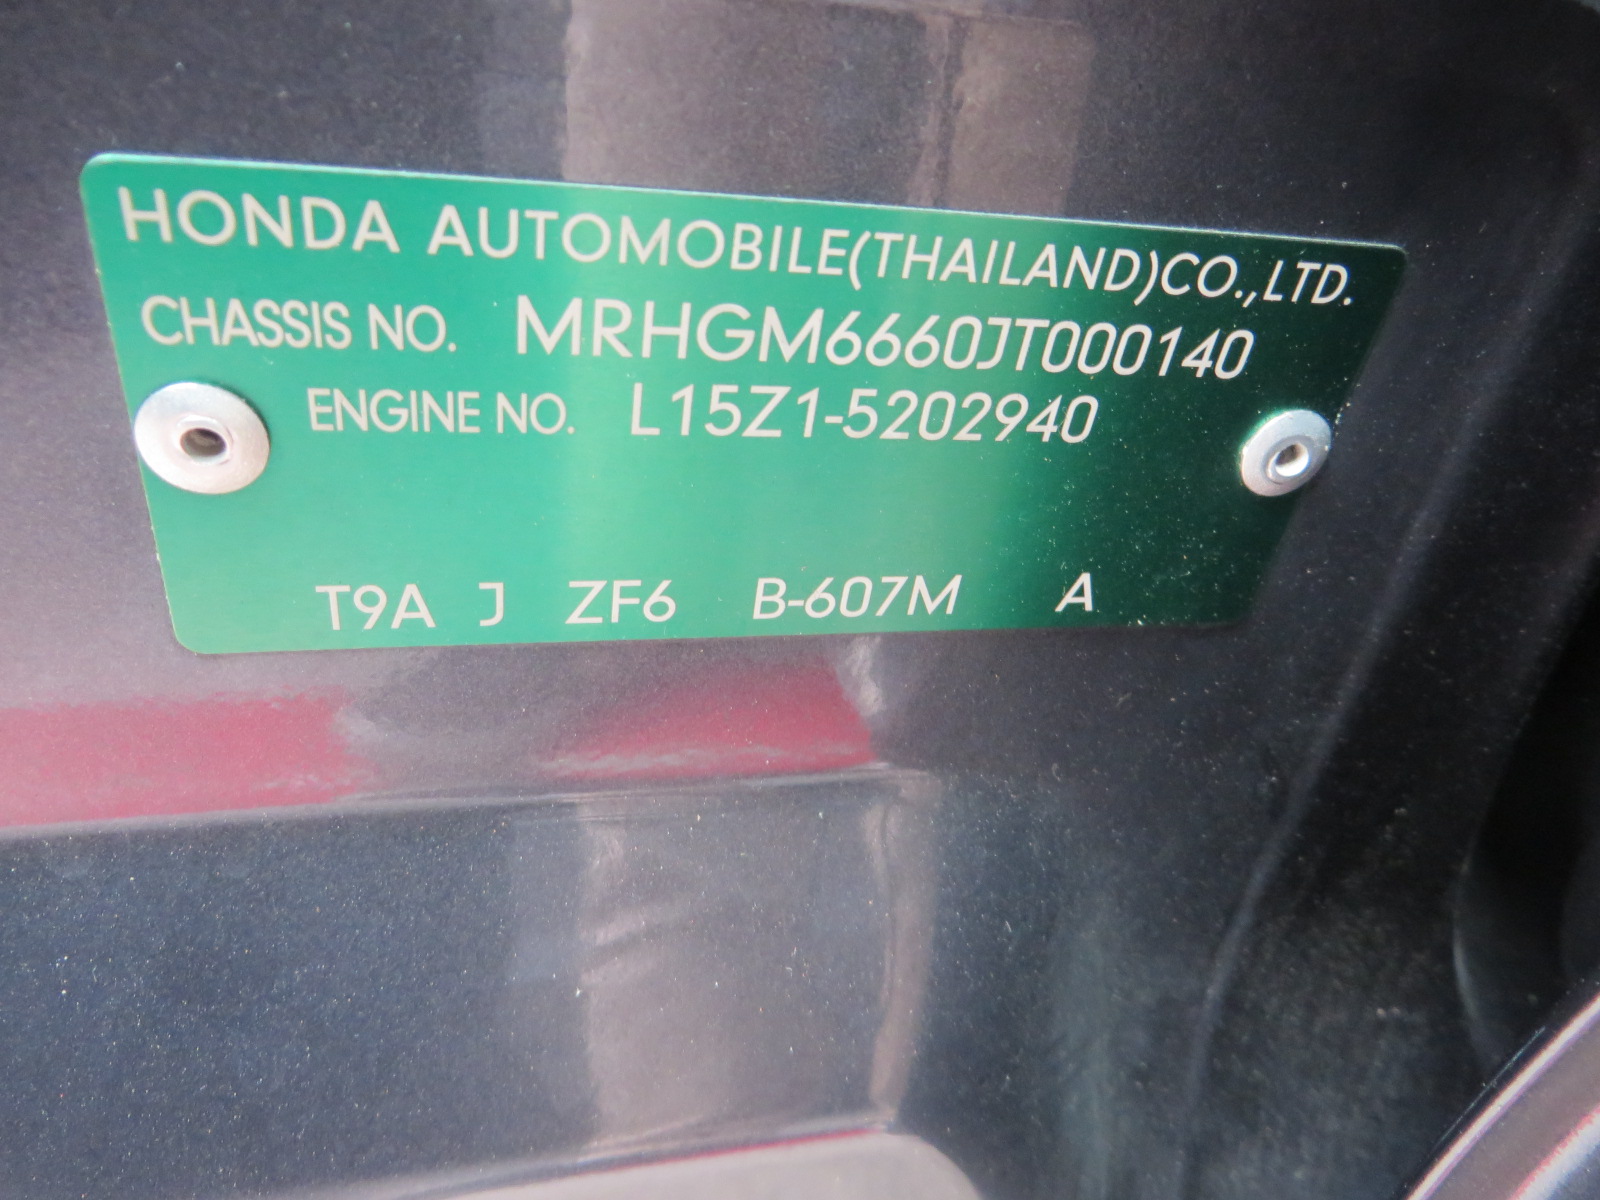 HONDA AUTOMOBILE(THAILAND)CO.,LTD.
CHASSIS NO. MRHGM6660JT000140
ENGINE NO. L15Z1-5202940
T9A J ZF6 B-607M A